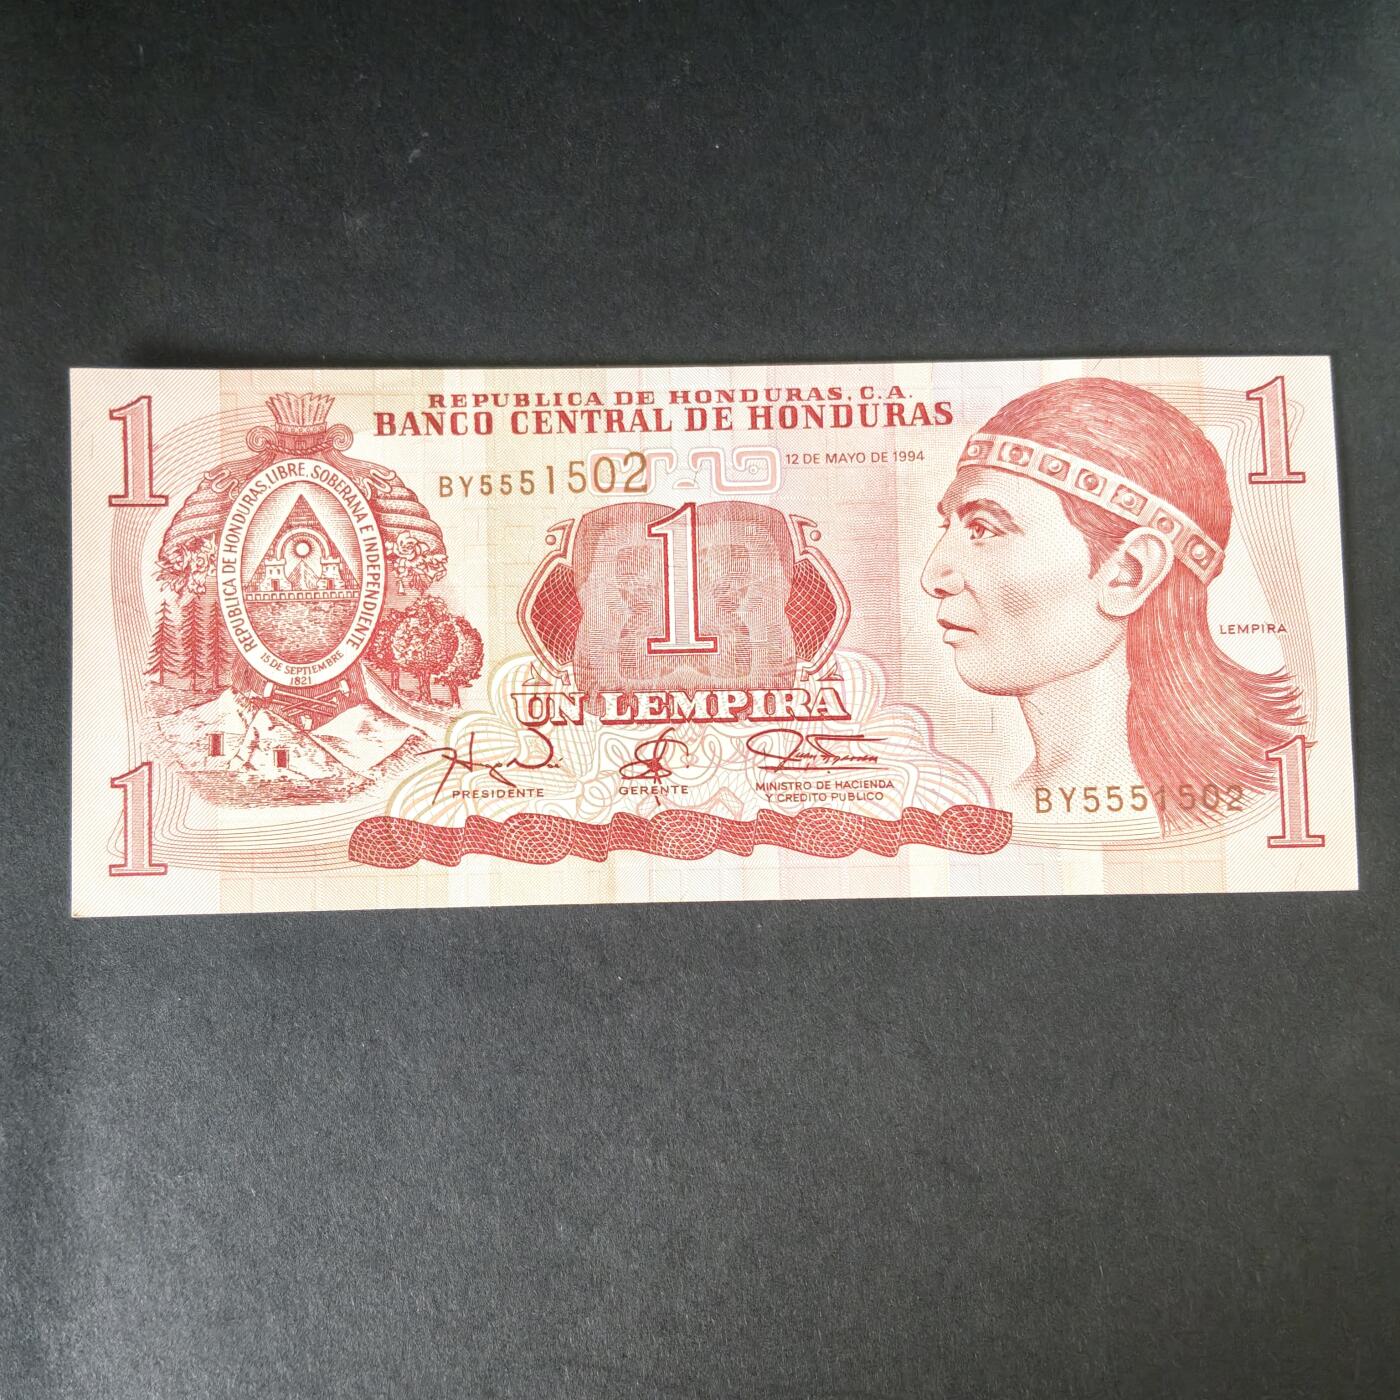 1
1
REPUBLICA DE HONDURAS, C.A.
BANCO CENTRAL DE HONDURAS
BY5551502
12 DE MAYO DE 1994
REPUBLICA DE HONDURAS LIBRE, SOBERANA E INDEPENDIENTE
15 DE SEPTIEMBRE
1821
1
LEMPIRA
UN LEMPIRA
PRESIDENTE
GERENTE
MINISTRO DE HACIENDA
Y CREDITO PUBLICO
BY5551502
1
1